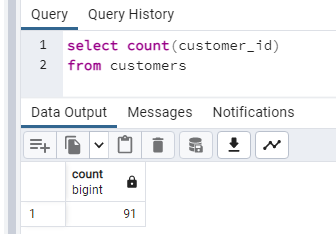 Query Query History
1 select count(customer_id)
2 from customers
Data Output Messages Notifications
count
bigint
1 91